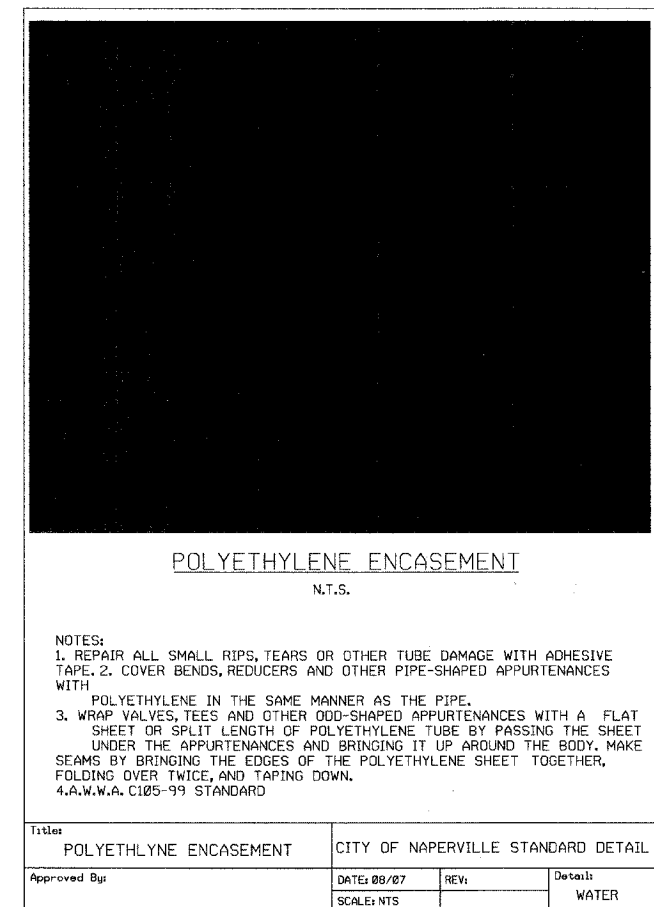 POLYETHYLENE ENCASEMENT
N.T.S.
NOTES:
1. REPAIR ALL SMALL RIPS, TEARS OR OTHER TUBE DAMAGE WITH ADHESIVE
TAPE. 2. COVER BENDS, REDUCERS AND OTHER PIPE-SHAPED APPURTENANCES
WITH
POLYETHYLENE IN THE SAME MANNER AS THE PIPE.
3. WRAP VALVES, TEES AND OTHER ODD-SHAPED APPURTENANCES WITH A FLAT
SHEET OR SPLIT LENGTH OF POLYETHYLENE TUBE BY PASSING THE SHEET
UNDER THE APPURTENANCES AND BRINGING IT UP AROUND THE BODY. MAKE
SEAMS BY BRINGING THE EDGES OF THE POLYETHYLENE SHEET TOGETHER,
FOLDING OVER TWICE, AND TAPING DOWN.
4.A.W.W.A. C105-99 STANDARD
Title:
POLYETHLYNE ENCASEMENT
CITY OF NAPERVILLE STANDARD DETAIL
Approved By:
DATE: 08/07
REV:
Detail:
WATER
SCALE: NTS